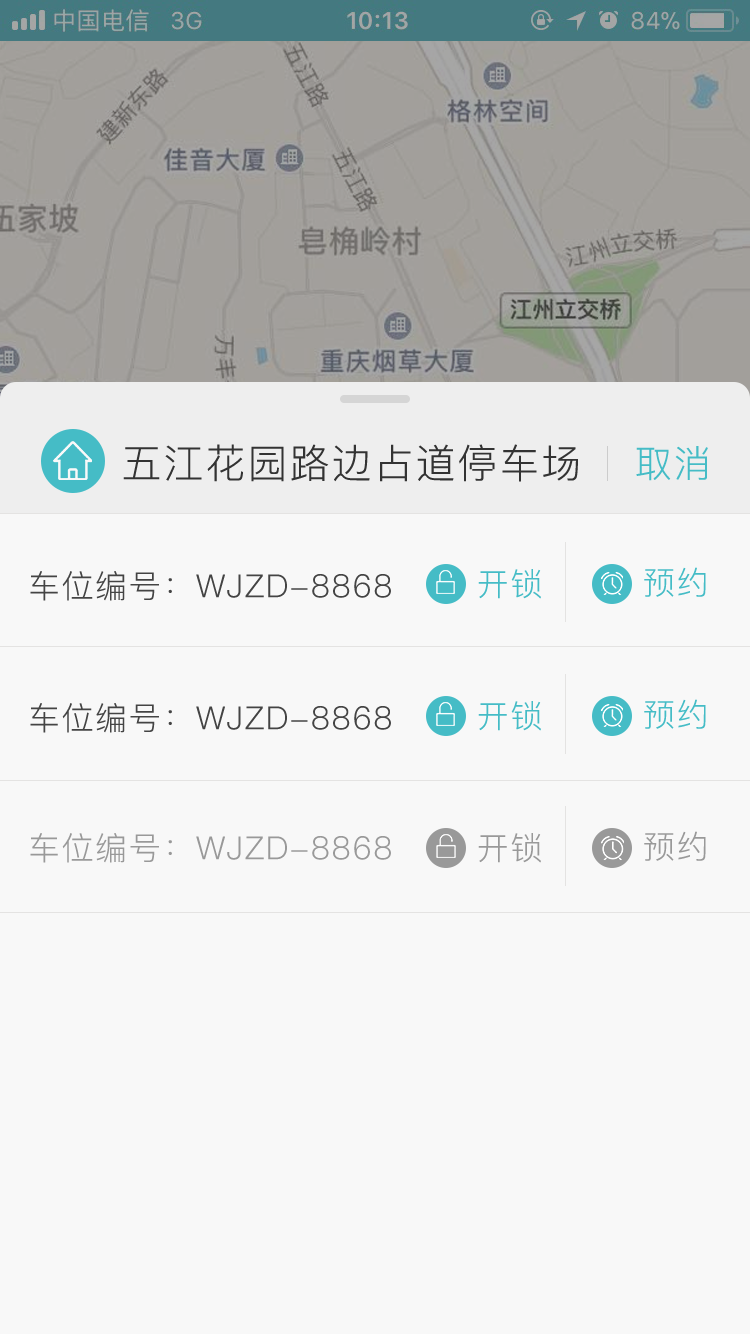 中国电信 3G 10:13 84%
建新东路
五江路
格林空间
佳音大厦
五江路
伍家坡
皂桷岭村
江州立交桥
江州立交桥
万丰
重庆烟草大厦
五江花园路边占道停车场 取消
车位编号：WJZD–8868 开锁 预约
车位编号：WJZD–8868 开锁 预约
车位编号：WJZD–8868 开锁 预约